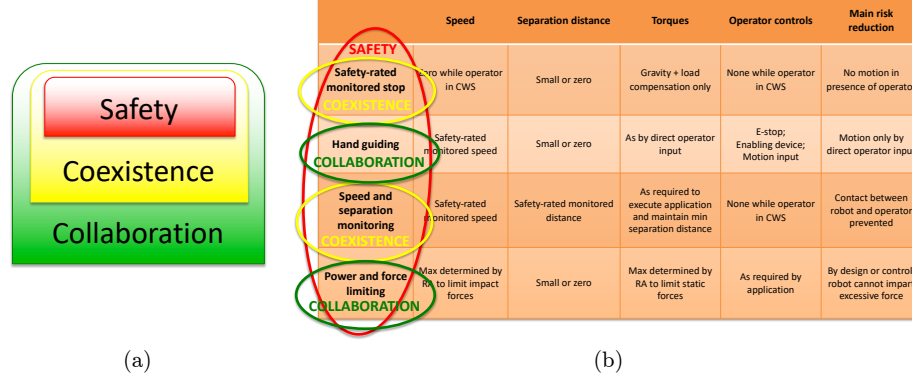 Safety
Coexistence
Collaboration
(a)
Speed
Separation distance
Torques
Operator controls
Main risk
reduction
SAFETY
Safety-rated
monitored stop
COEXISTENCE
Zero while operator
in CWS
Small or zero
Gravity + load
compensation only
None while operator
in CWS
No motion in
presence of operator
Hand guiding
COLLABORATION
Safety-rated
monitored speed
Small or zero
As by direct operator
input
E-stop;
Enabling device;
Motion input
Motion only by
direct operator input
Speed and
separation
monitoring
COEXISTENCE
Safety-rated
monitored speed
Safety-rated monitored
distance
As required to
execute application
and maintain min
separation distance
None while operator
in CWS
Contact between
robot and operator
prevented
Power and force
limiting
COLLABORATION
Max determined by
RA to limit impact
forces
Small or zero
Max determined by
RA to limit static
forces
As required by
application
By design or control,
robot cannot impart
excessive force
(b)